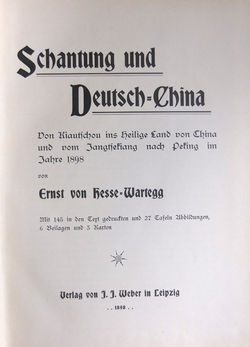 Schantung und
Deutsch-China
Von Kiautschou ins Heilige Land von China
und vom Jangtsekiang nach Peking im
Jahre 1898
von
Ernst von Hesse-Wartegg
Mit 145 in den Text gedruckten und 27 Tafeln Abbildungen,
6 Beilagen und 3 Karten
Verlag von J. J. Weber in Leipzig